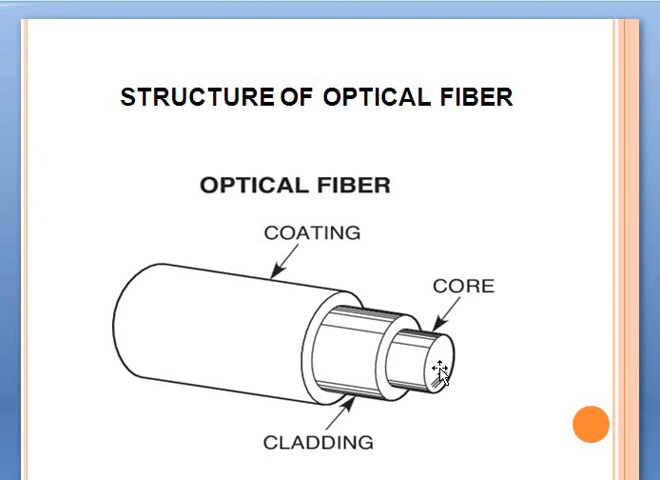 STRUCTURE OF OPTICAL FIBER
OPTICAL FIBER
COATING
CORE
CLADDING